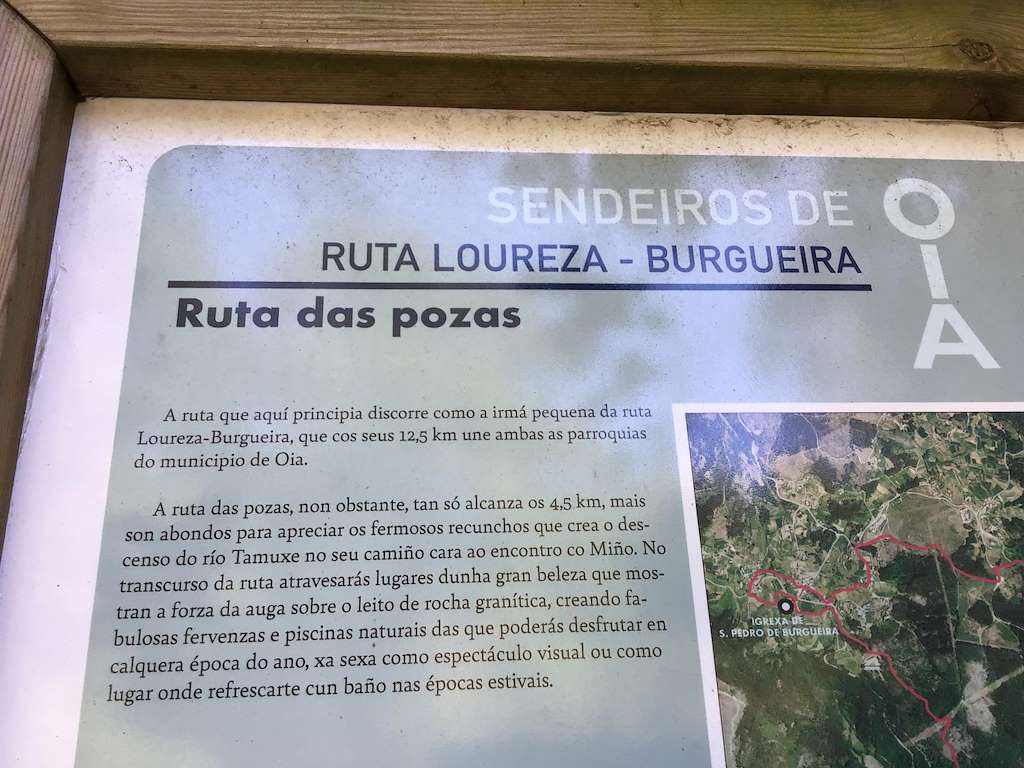 SENDEIROS DE OIA
RUTA LOUREZA - BURGUEIRA
Ruta das pozas
A ruta que aquí principia discorre como a irmá pequena da ruta
Loureza-Burgueira, que cos seus 12,5 km une ambas as parroquias
do municipio de Oia.
A ruta das pozas, non obstante, tan só alcanza os 4,5 km, mais
son abondos para apreciar os fermosos recunchos que crea o des-
censo do río Tamuxe no seu camiño cara ao encontro co Miño. No
transcurso da ruta atravesarás lugares dunha gran beleza que mos-
tran a forza da auga sobre o leito de rocha granítica, creando fa-
bulosas fervenzas e piscinas naturais das que poderás desfrutar en
calquera época do ano, xa sexa como espectáculo visual ou como
lugar onde refrescarte cun baño nas épocas estivais.
IGREXA DE
S. PEDRO DE BURGUEIRA